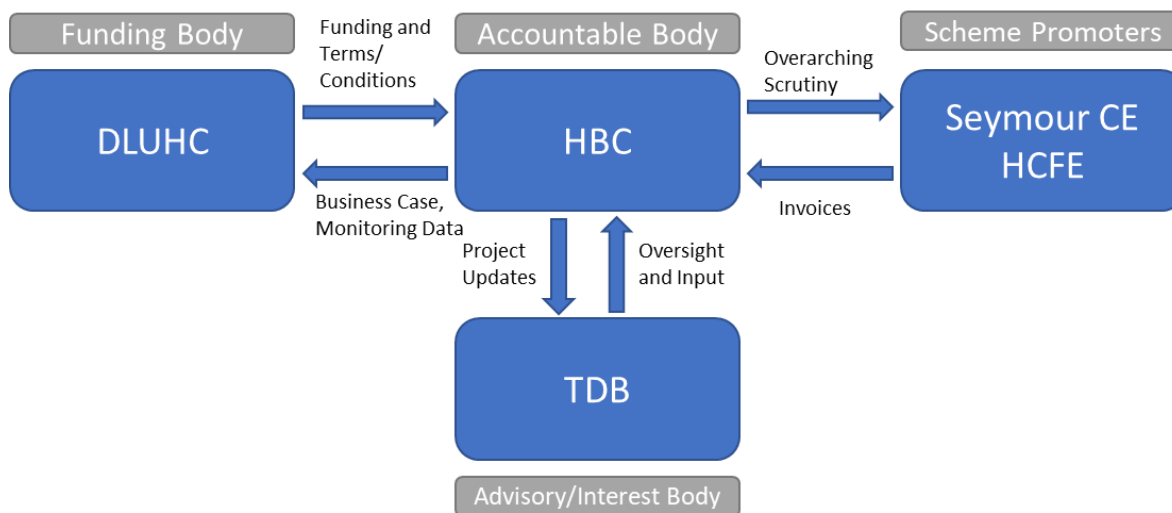 Funding Body
Funding and
Terms/
Conditions
Accountable Body
Scheme Promoters
Overarching
Scrutiny
DLUHC
HBC
Seymour CE
HCFE
Business Case,
Monitoring Data
Invoices
Project
Updates
Oversight
and Input
TDB
Advisory/Interest Body